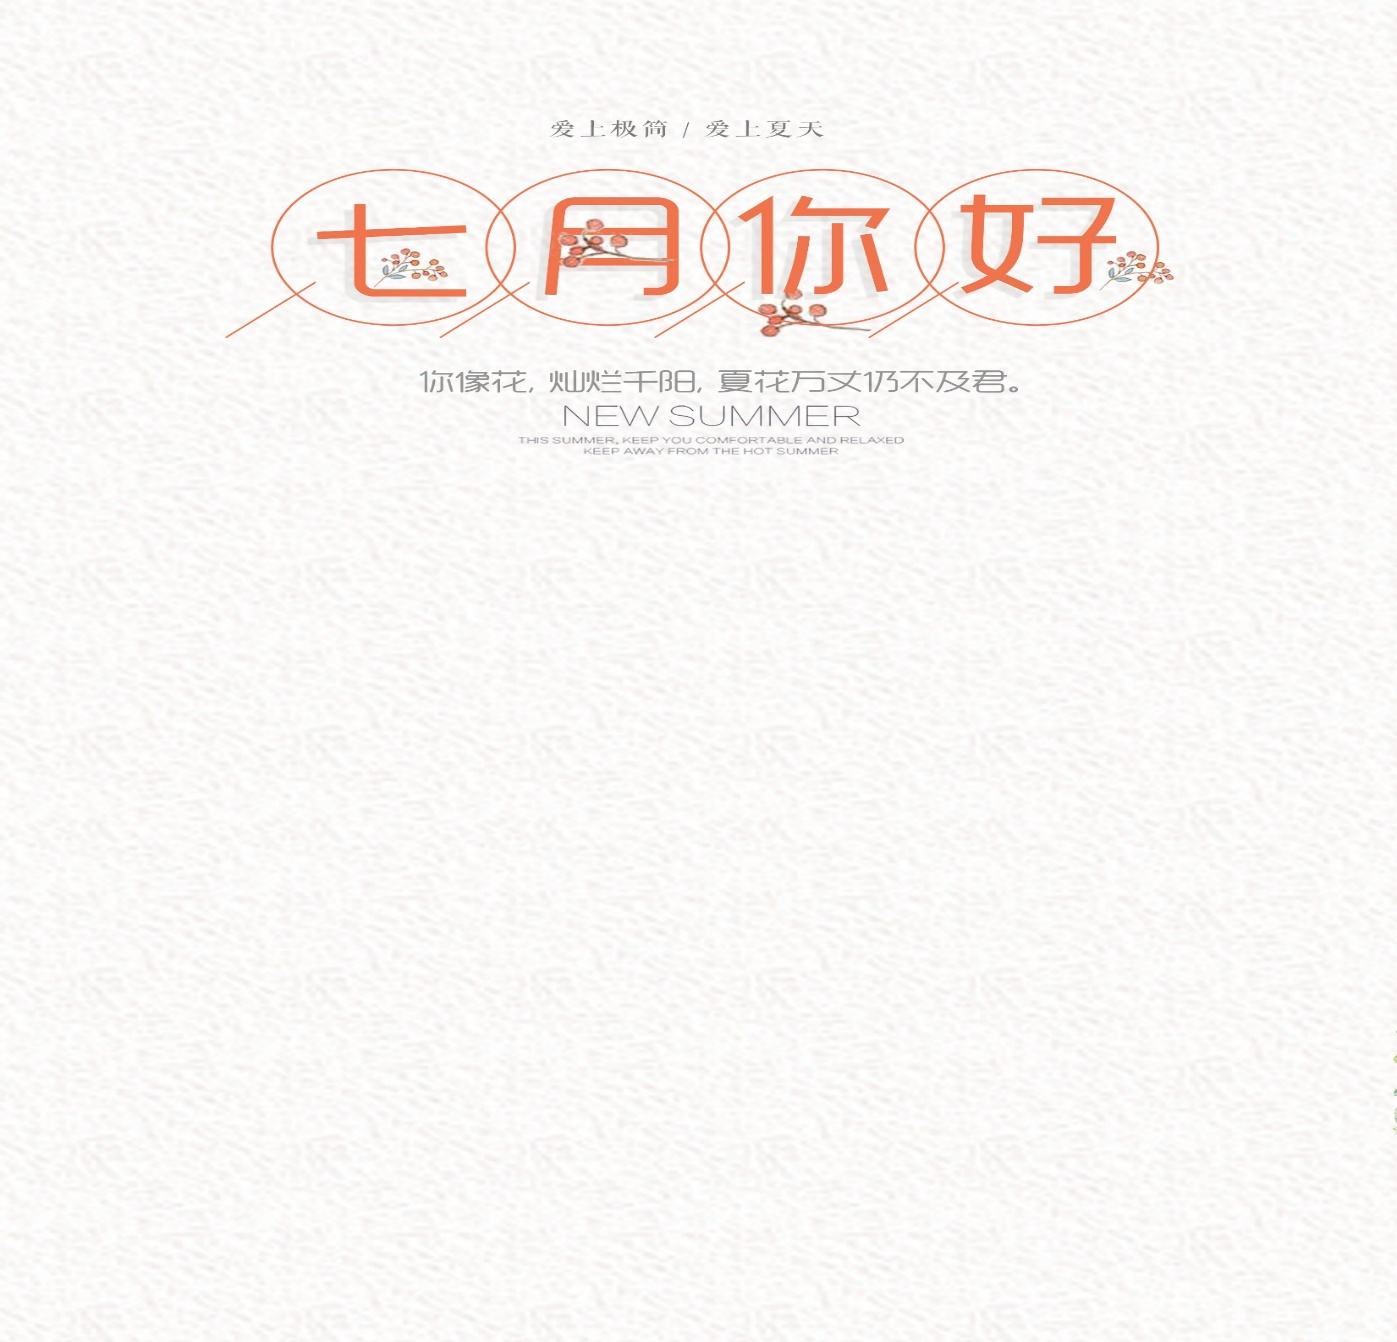 爱上极简 / 爱上夏天
七月你好
你像花, 灿烂千阳, 夏花万丈仍不及君。
NEW SUMMER
THIS SUMMER, KEEP YOU COMFORTABLE AND RELAXED
KEEP AWAY FROM THE HOT SUMMER